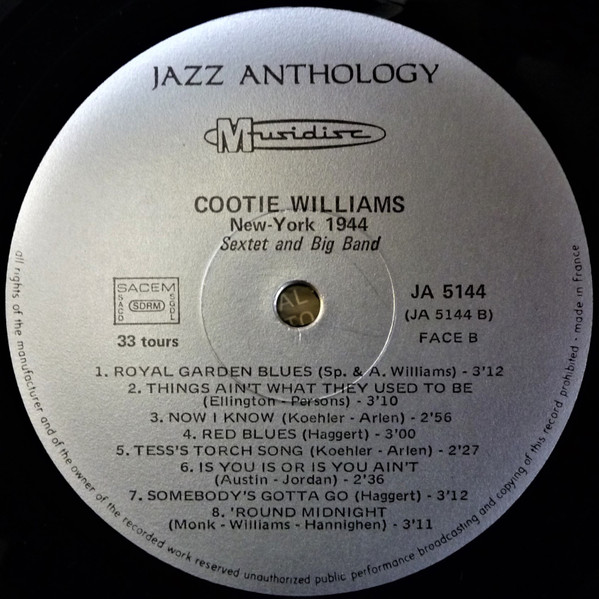 JAZZ ANTHOLOGY
Musidisc
COOTIE WILLIAMS
New-York 1944
Sextet and Big Band
SACEM
SACD
SDRM
SGDL
33 tours
JA 5144
(JA 5144 B)
FACE B
1. ROYAL GARDEN BLUES (Sp. & A. Williams) - 3'12
2. THINGS AIN'T WHAT THEY USED TO BE
(Ellington - Persons) - 3'10
3. NOW I KNOW (Koehler - Arlen) - 2'56
4. RED BLUES (Haggert) - 3'00
5. TESS'S TORCH SONG (Koehler - Arlen) - 2'27
6. IS YOU IS OR IS YOU AIN'T
(Austin - Jordan) - 2'36
7. SOMEBODY'S GOTTA GO (Haggert) - 3'12
8. 'ROUND MIDNIGHT
(Monk - Williams - Hannighen) - 3'11
all rights of the manufacturer and of the owner of the recorded work reserved unauthorized public performance broadcasting and copying of this record prohibited - made in France